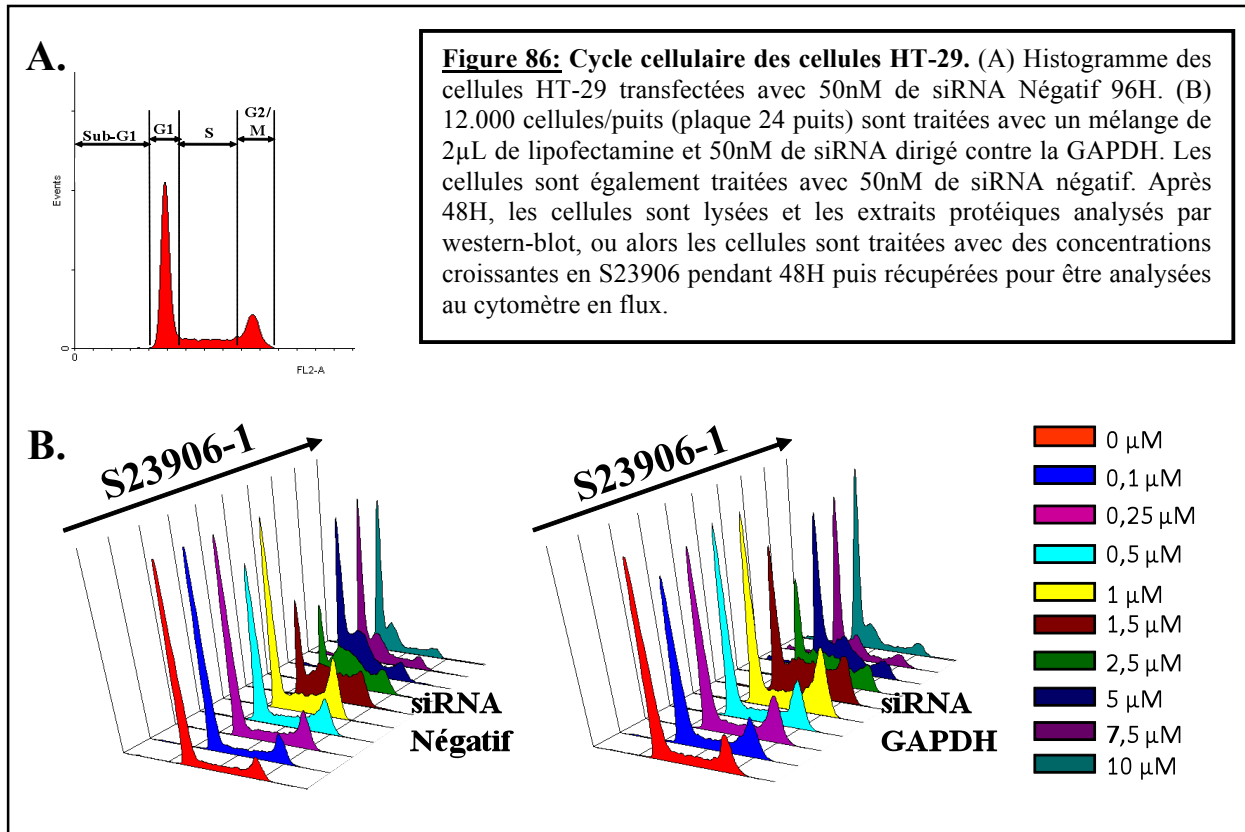 A.
Sub-G1
G1
S
G2/
M
Events
0
0
FL2-A
Figure 86: Cycle cellulaire des cellules HT-29. (A) Histogramme des
cellules HT-29 transfectées avec 50nM de siRNA Négatif 96H. (B)
12.000 cellules/puits (plaque 24 puits) sont traitées avec un mélange de
2µL de lipofectamine et 50nM de siRNA dirigé contre la GAPDH. Les
cellules sont également traitées avec 50nM de siRNA négatif. Après
48H, les cellules sont lysées et les extraits protéiques analysés par
western-blot, ou alors les cellules sont traitées avec des concentrations
croissantes en S23906 pendant 48H puis récupérées pour être analysées
au cytomètre en flux.
B.
S23906-1
siRNA
Négatif
S23906-1
siRNA
GAPDH
0 µM
0,1 µM
0,25 µM
0,5 µM
1 µM
1,5 µM
2,5 µM
5 µM
7,5 µM
10 µM